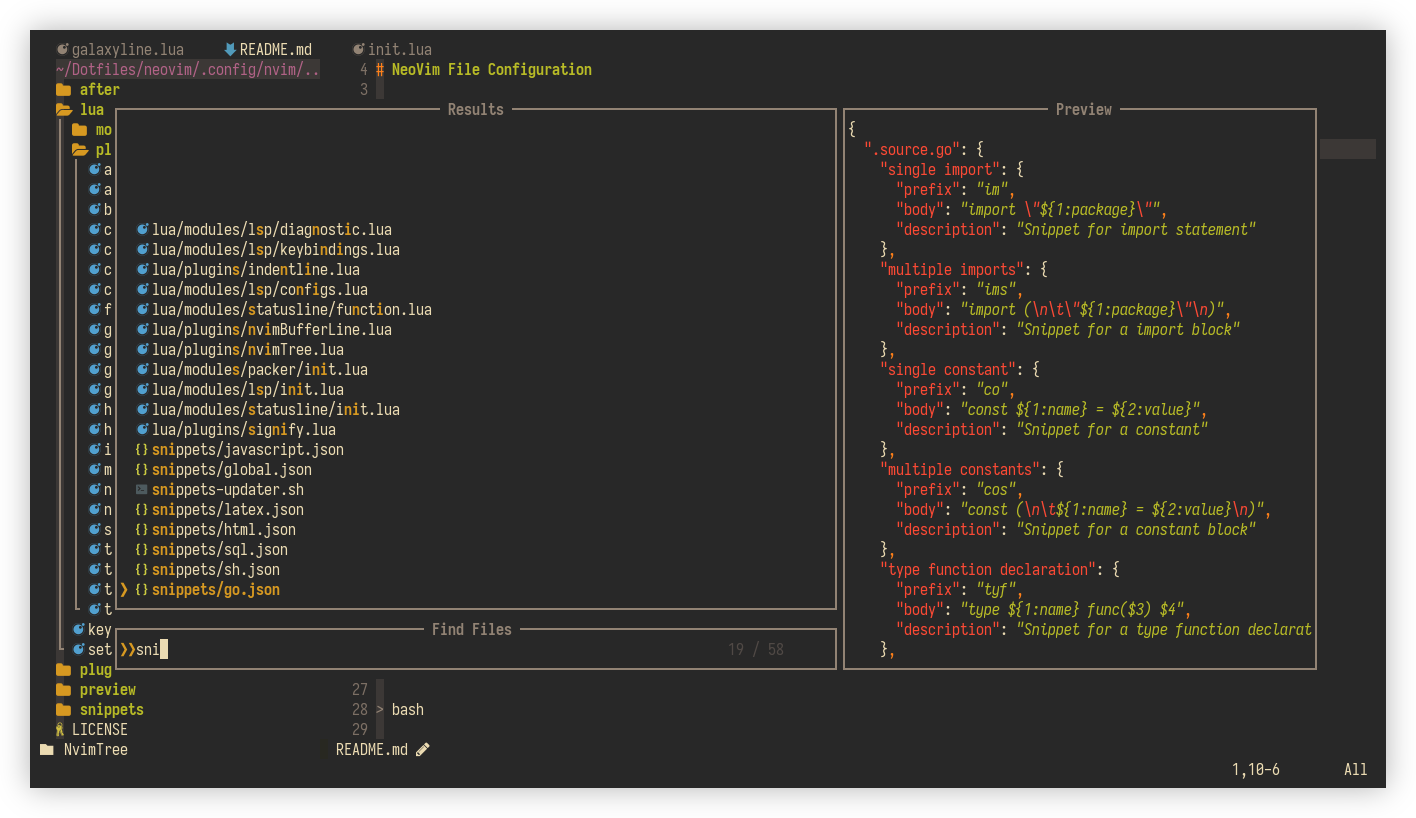 galaxyline.lua README.md init.lua
~/Dotfiles/neovim/.config/nvim/..
after
lua
mo
pl
a
a
b
c
c
c
c
f
g
g
g
g
h
h
i
m
n
n
s
t
t
t
t
key
set
plug
preview
snippets
LICENSE
NvimTree
4 # NeoVim File Configuration
3
Results
lua/modules/lsp/diagnostic.lua
lua/modules/lsp/keybindings.lua
lua/plugins/indentline.lua
lua/modules/lsp/configs.lua
lua/modules/statusline/function.lua
lua/plugins/nvimBufferLine.lua
lua/plugins/nvimTree.lua
lua/modules/packer/init.lua
lua/modules/lsp/init.lua
lua/modules/statusline/init.lua
lua/plugins/signify.lua
{} snippets/javascript.json
{} snippets/global.json
snippets-updater.sh
{} snippets/latex.json
{} snippets/html.json
{} snippets/sql.json
{} snippets/sh.json
❯ {} snippets/go.json
Find Files
❯❯sni 19 / 58
Preview
{
".source.go": {
"single import": {
"prefix": "im",
"body": "import \"${1:package}\"",
"description": "Snippet for import statement"
},
"multiple imports": {
"prefix": "ims",
"body": "import (\n\t\"${1:package}\"\n)",
"description": "Snippet for a import block"
},
"single constant": {
"prefix": "co",
"body": "const ${1:name} = ${2:value}",
"description": "Snippet for a constant"
},
"multiple constants": {
"prefix": "cos",
"body": "const (\n\t${1:name} = ${2:value}\n)",
"description": "Snippet for a constant block"
},
"type function declaration": {
"prefix": "tyf",
"body": "type ${1:name} func($3) $4",
"description": "Snippet for a type function declarat
},
27
28 > bash
29
README.md
1,10-6 All